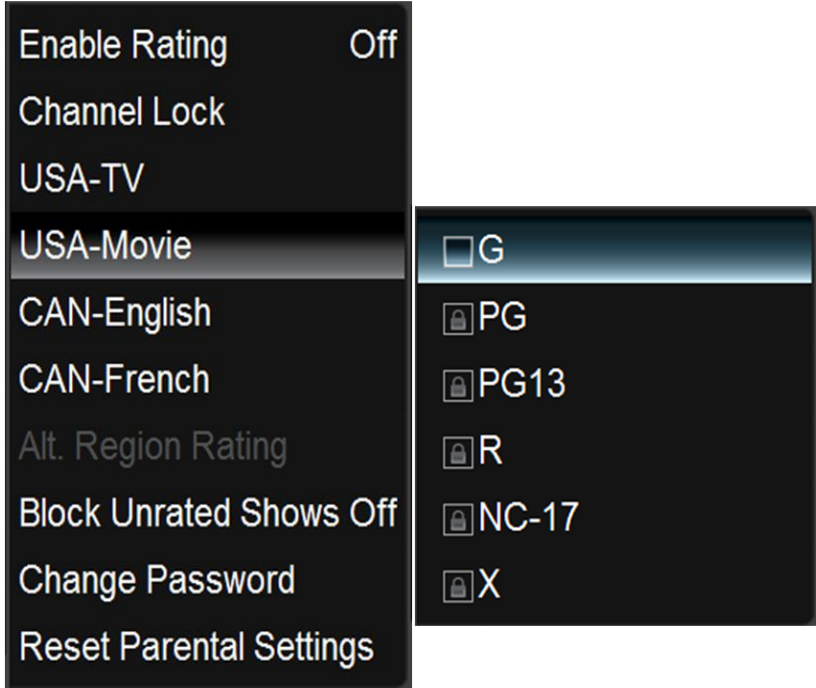 Enable Rating Off
Channel Lock
USA-TV
USA-Movie
CAN-English
CAN-French
Alt. Region Rating
Block Unrated Shows Off
Change Password
Reset Parental Settings
G
PG
PG13
R
NC-17
X